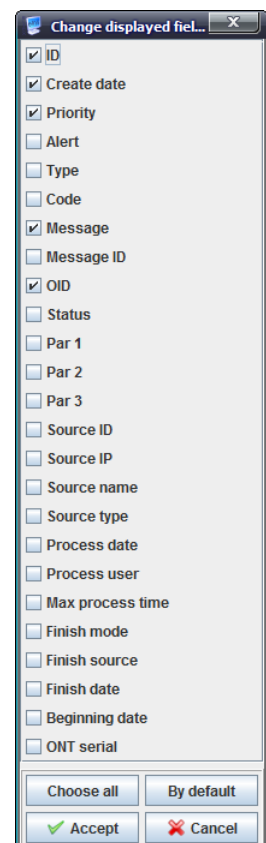 Change displayed fiel... X
ID
Create date
Priority
Alert
Type
Code
Message
Message ID
OID
Status
Par 1
Par 2
Par 3
Source ID
Source IP
Source name
Source type
Process date
Process user
Max process time
Finish mode
Finish source
Finish date
Beginning date
ONT serial
Choose all By default
Accept Cancel